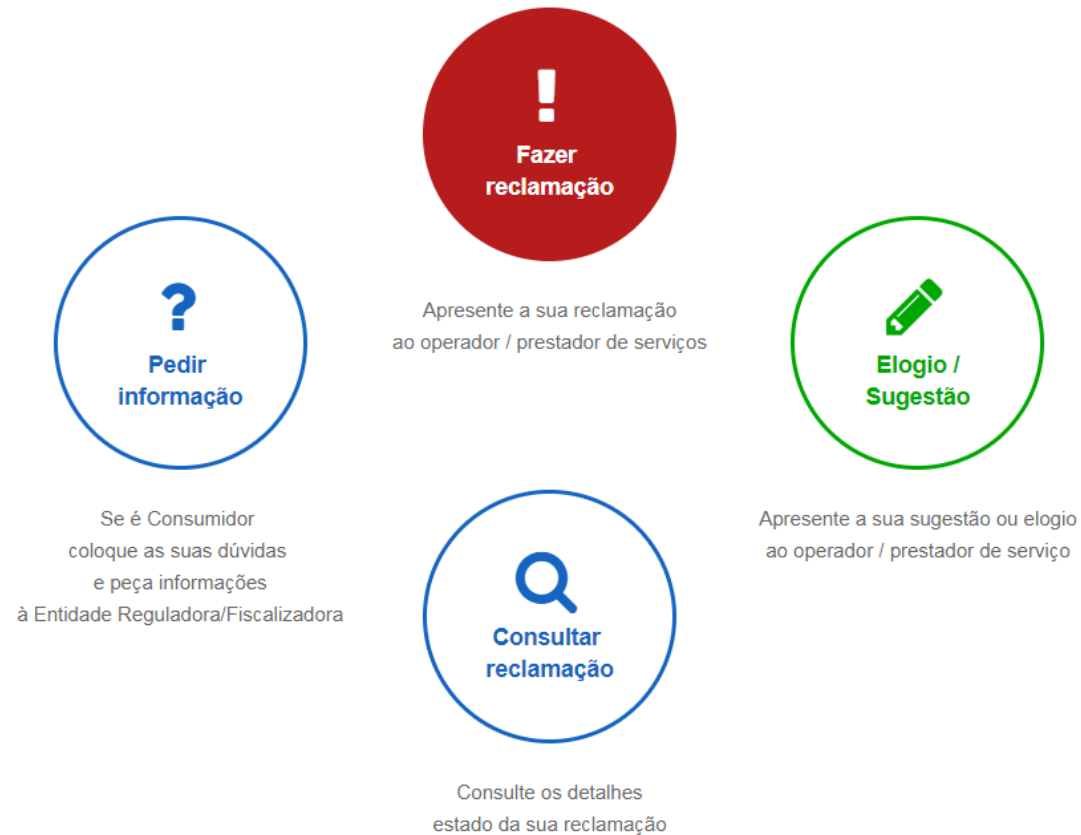 Fazer
reclamação
Apresente a sua reclamação
ao operador / prestador de serviços
Pedir
informação
Se é Consumidor
coloque as suas dúvidas
e peça informações
à Entidade Reguladora/Fiscalizadora
Elogio /
Sugestão
Apresente a sua sugestão ou elogio
ao operador / prestador de serviço
Consultar
reclamação
Consulte os detalhes
estado da sua reclamação